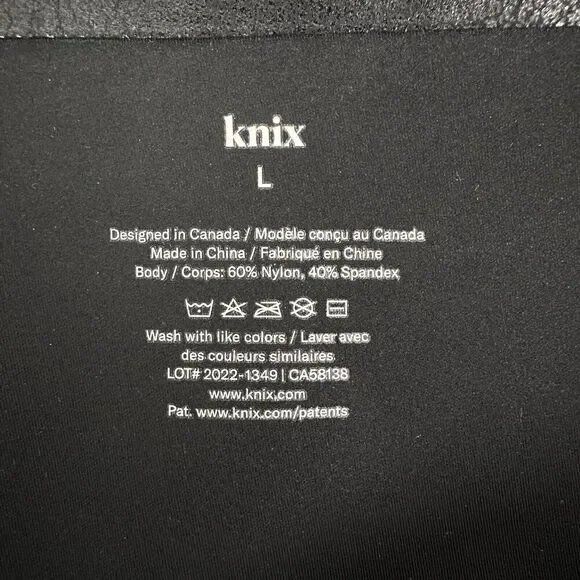 knix
L
Designed in Canada / Modèle conçu au Canada
Made in China / Fabriqué en Chine
Body / Corps: 60% Nylon, 40% Spandex
Wash with like colors / Laver avec
des couleurs similaires
LOT# 2022-1349 | CA58138
www.knix.com
Pat. www.knix.com/patents